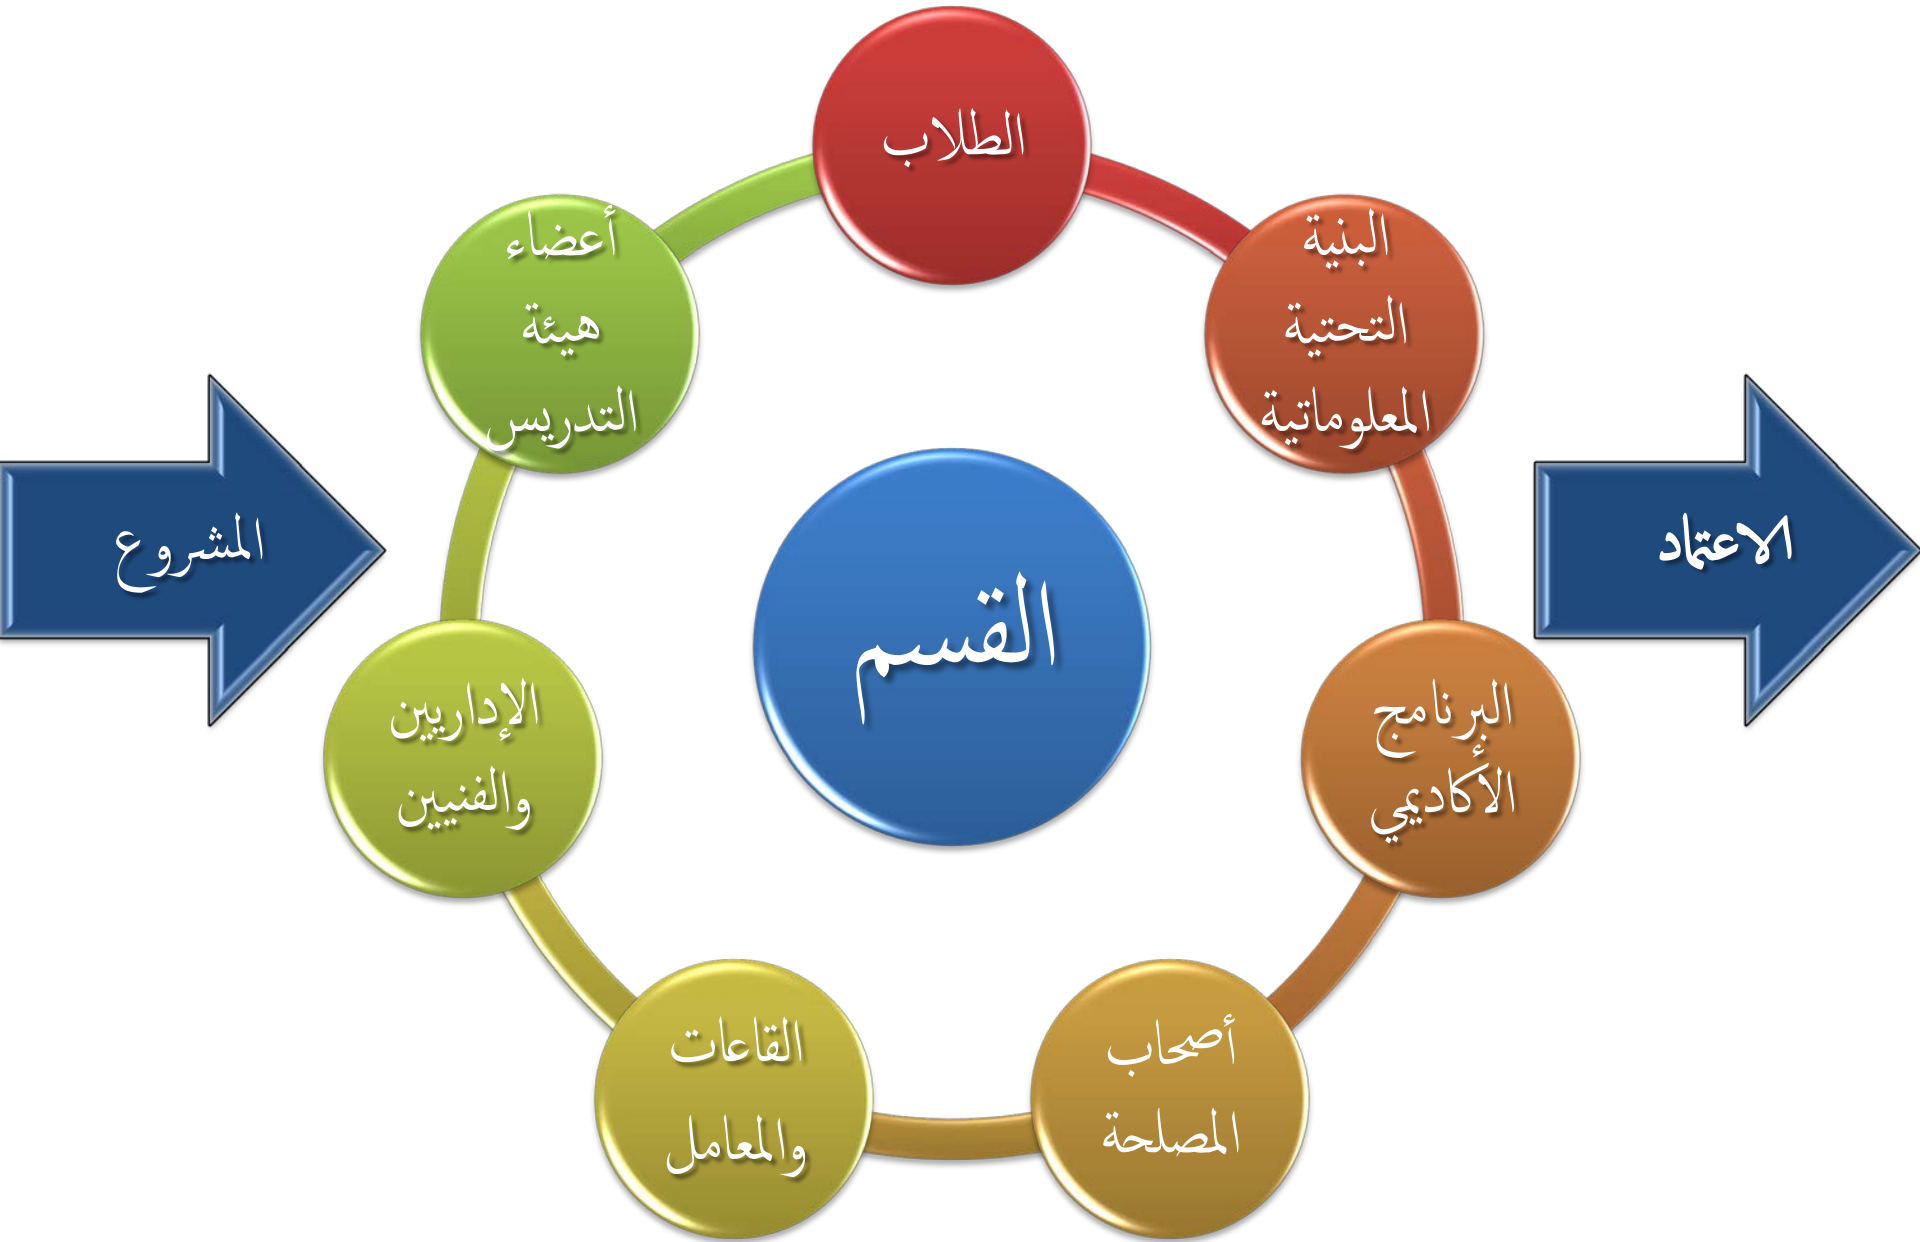 الطلاب
البنية
التحتية
المعلوماتية
البرنامج
الأكاديمي
أصحاب
المصلحة
القاعات
والمعامل
الإداريين
والفنيين
أعضاء
هيئة
التدريس
القسم
المشروع
الاعتماد